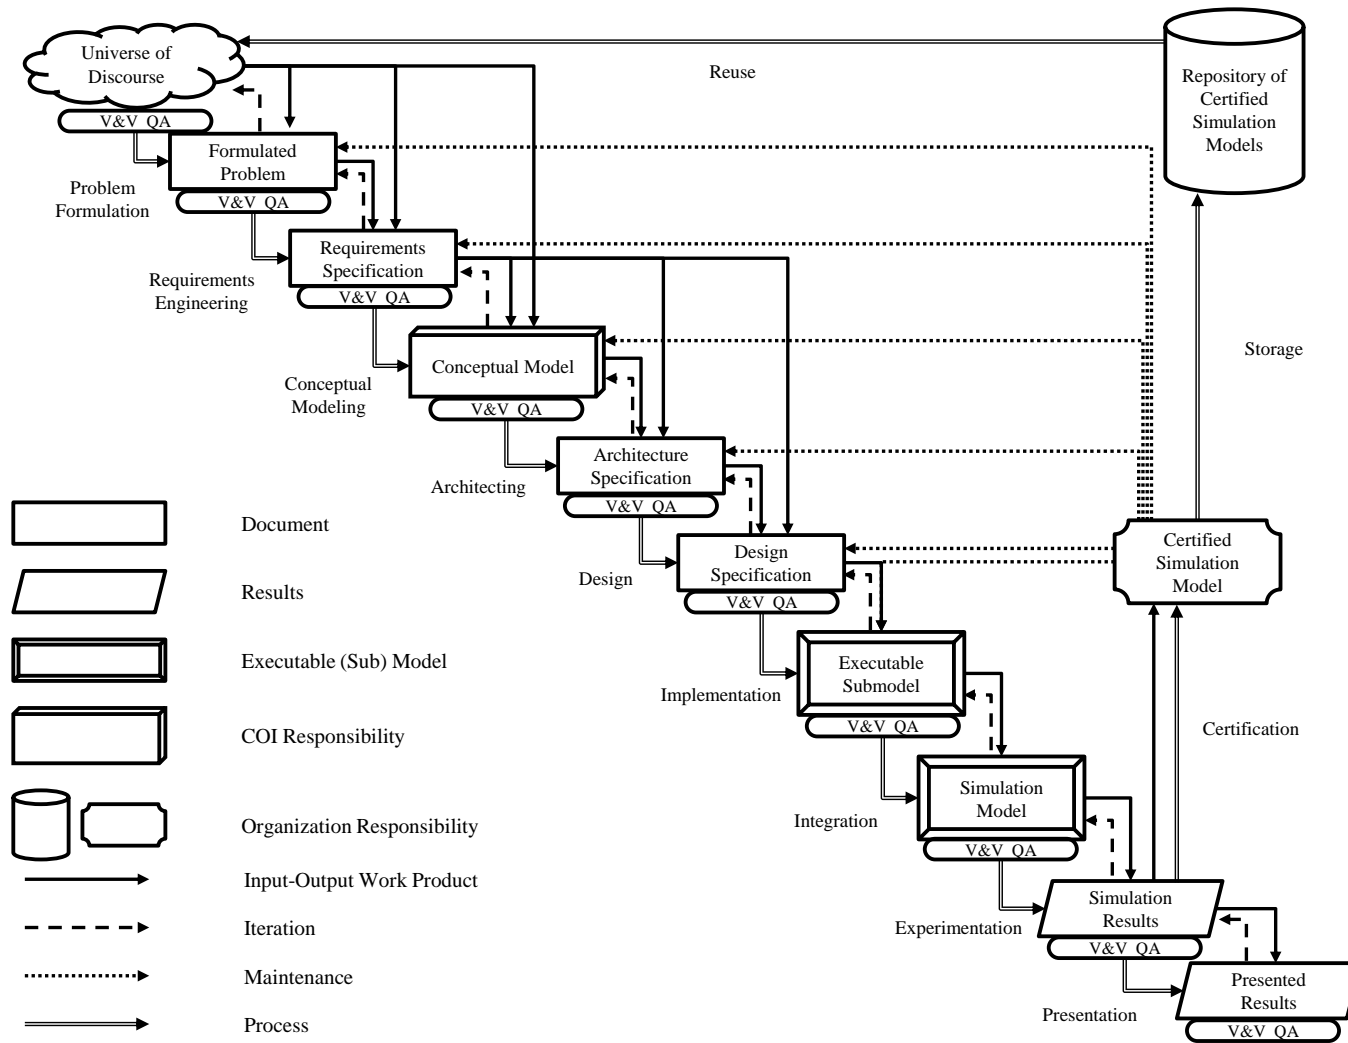 Universe of
Discourse
Reuse
Repository of
Certified
Simulation
Models
V&V QA
Formulated
Problem
Problem
Formulation
V&V QA
Requirements
Specification
Requirements
Engineering
V&V QA
Conceptual Model
Storage
Conceptual
Modeling
V&V QA
Architecture
Specification
Architecting
V&V QA
Design
Specification
Certified
Simulation
Model
Design
V&V QA
Executable
Submodel
Implementation
V&V QA
Certification
Simulation
Model
Integration
V&V QA
Simulation
Results
Experimentation
V&V QA
Presented
Results
Presentation
V&V QA
Document
Results
Executable (Sub) Model
COI Responsibility
Organization Responsibility
Input-Output Work Product
Iteration
Maintenance
Process